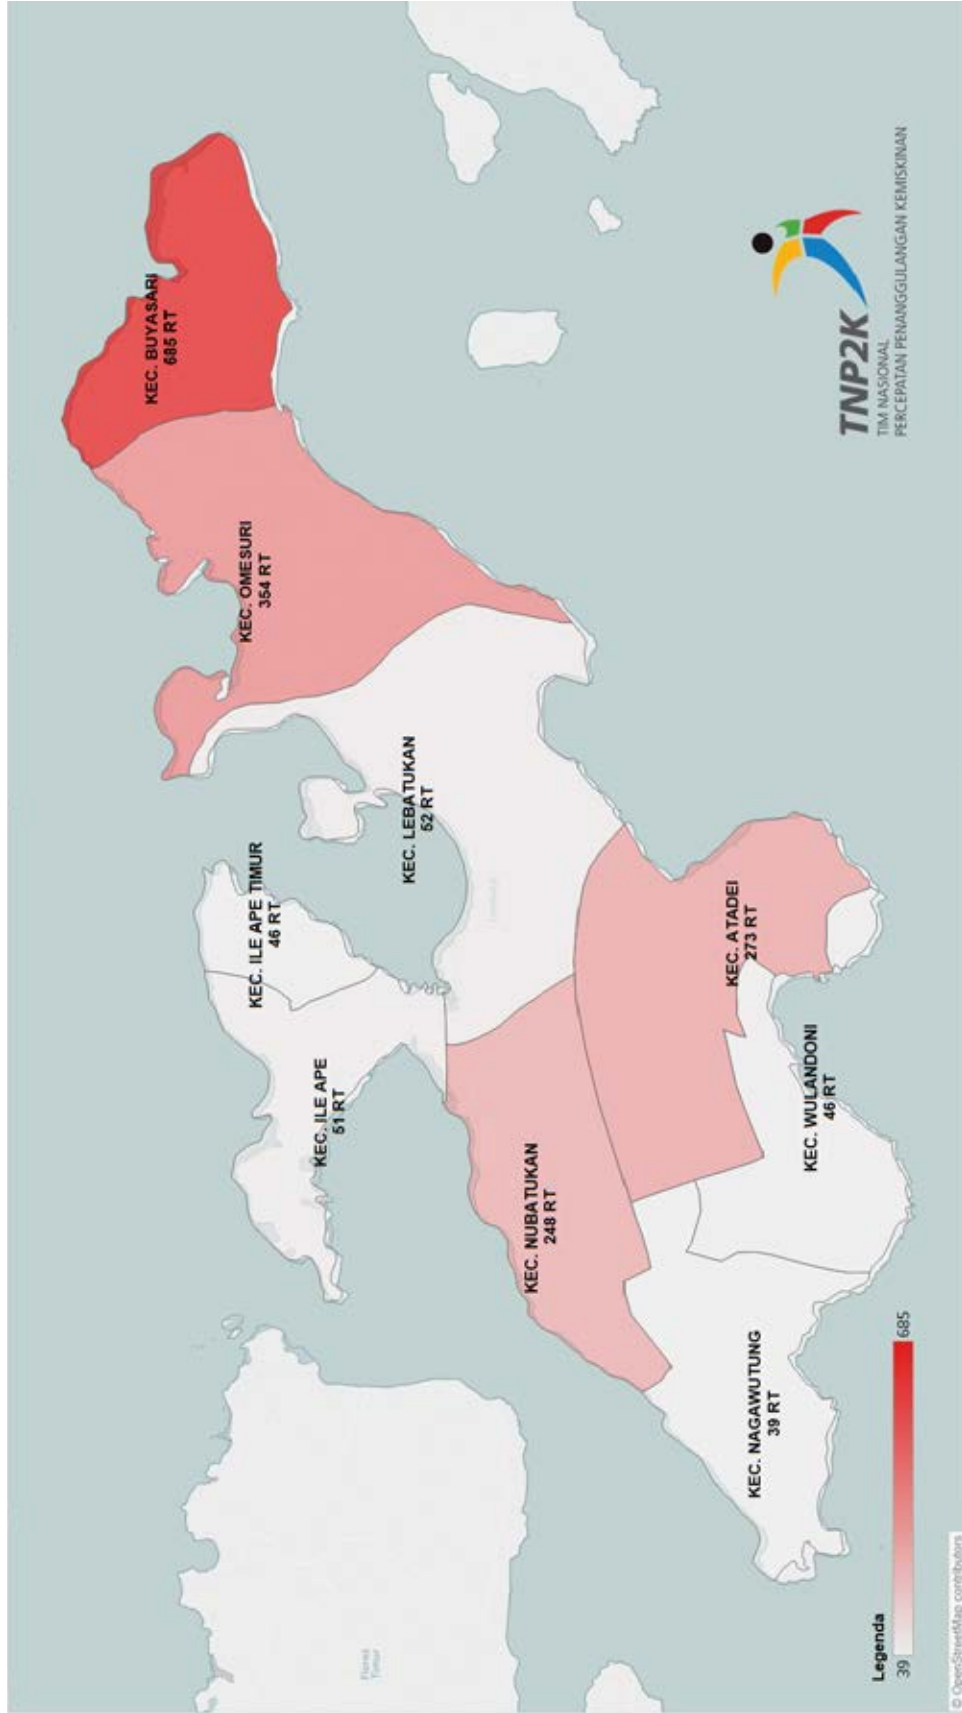 KEC. BUYASARI
685 RT
KEC. OMESURI
354 RT
KEC. LEBATUKAN
52 RT
KEC. ILE APE TIMUR
46 RT
KEC. ILE APE
51 RT
KEC. NUBATUKAN
248 RT
KEC. ATADEI
273 RT
KEC. WULANDONI
46 RT
KEC. NAGAWUTUNG
39 RT
Flores
Timur
Legenda
39
685
TNP2K
TIM NASIONAL
PERCEPATAN PENANGGULANGAN KEMISKINAN
© OpenStreetMap contributors